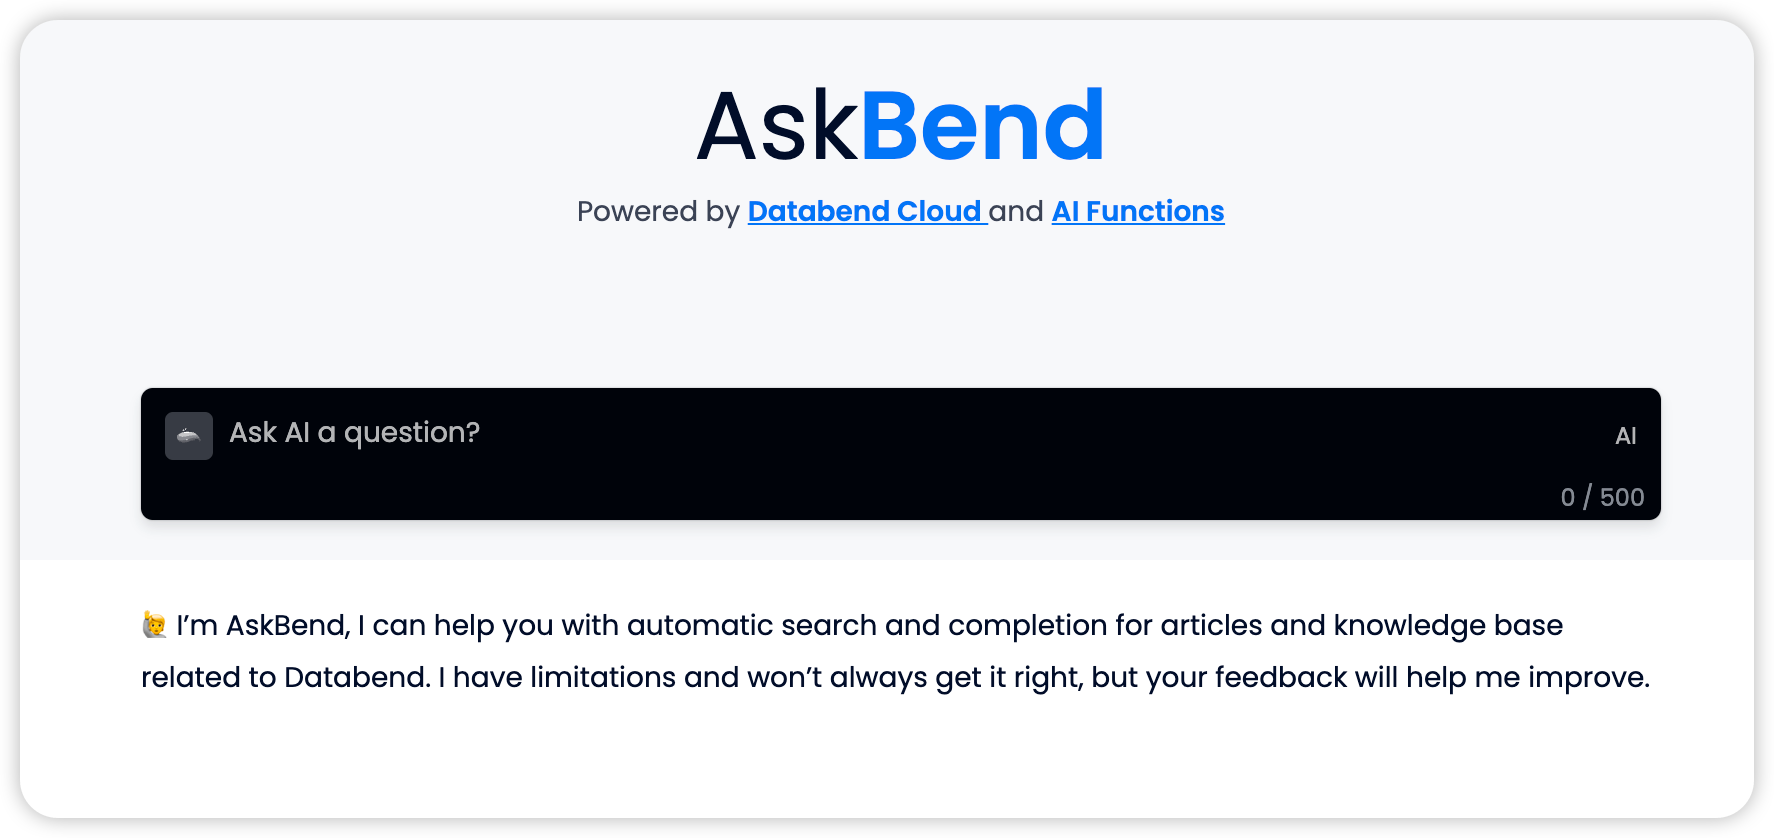 AskBend
Powered by Databend Cloud and AI Functions
Ask AI a question?
AI
0 / 500
🙋 I’m AskBend, I can help you with automatic search and completion for articles and knowledge base
related to Databend. I have limitations and won’t always get it right, but your feedback will help me improve.